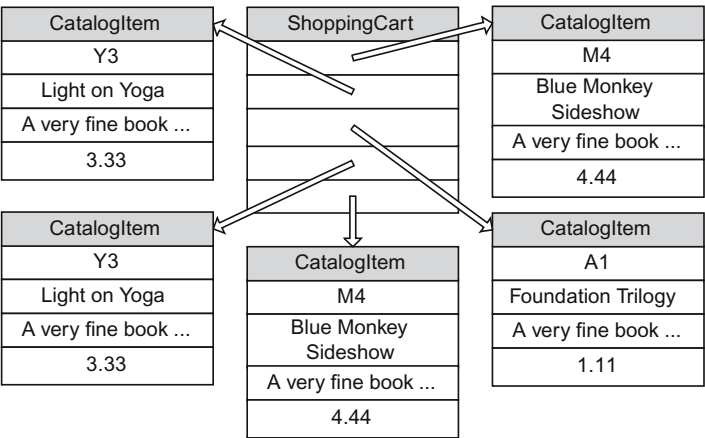 CatalogItem
Y3
Light on Yoga
A very fine book ...
3.33
ShoppingCart
CatalogItem
M4
Blue Monkey
Sideshow
A very fine book ...
4.44
CatalogItem
Y3
Light on Yoga
A very fine book ...
3.33
CatalogItem
M4
Blue Monkey
Sideshow
A very fine book ...
4.44
CatalogItem
A1
Foundation Trilogy
A very fine book ...
1.11